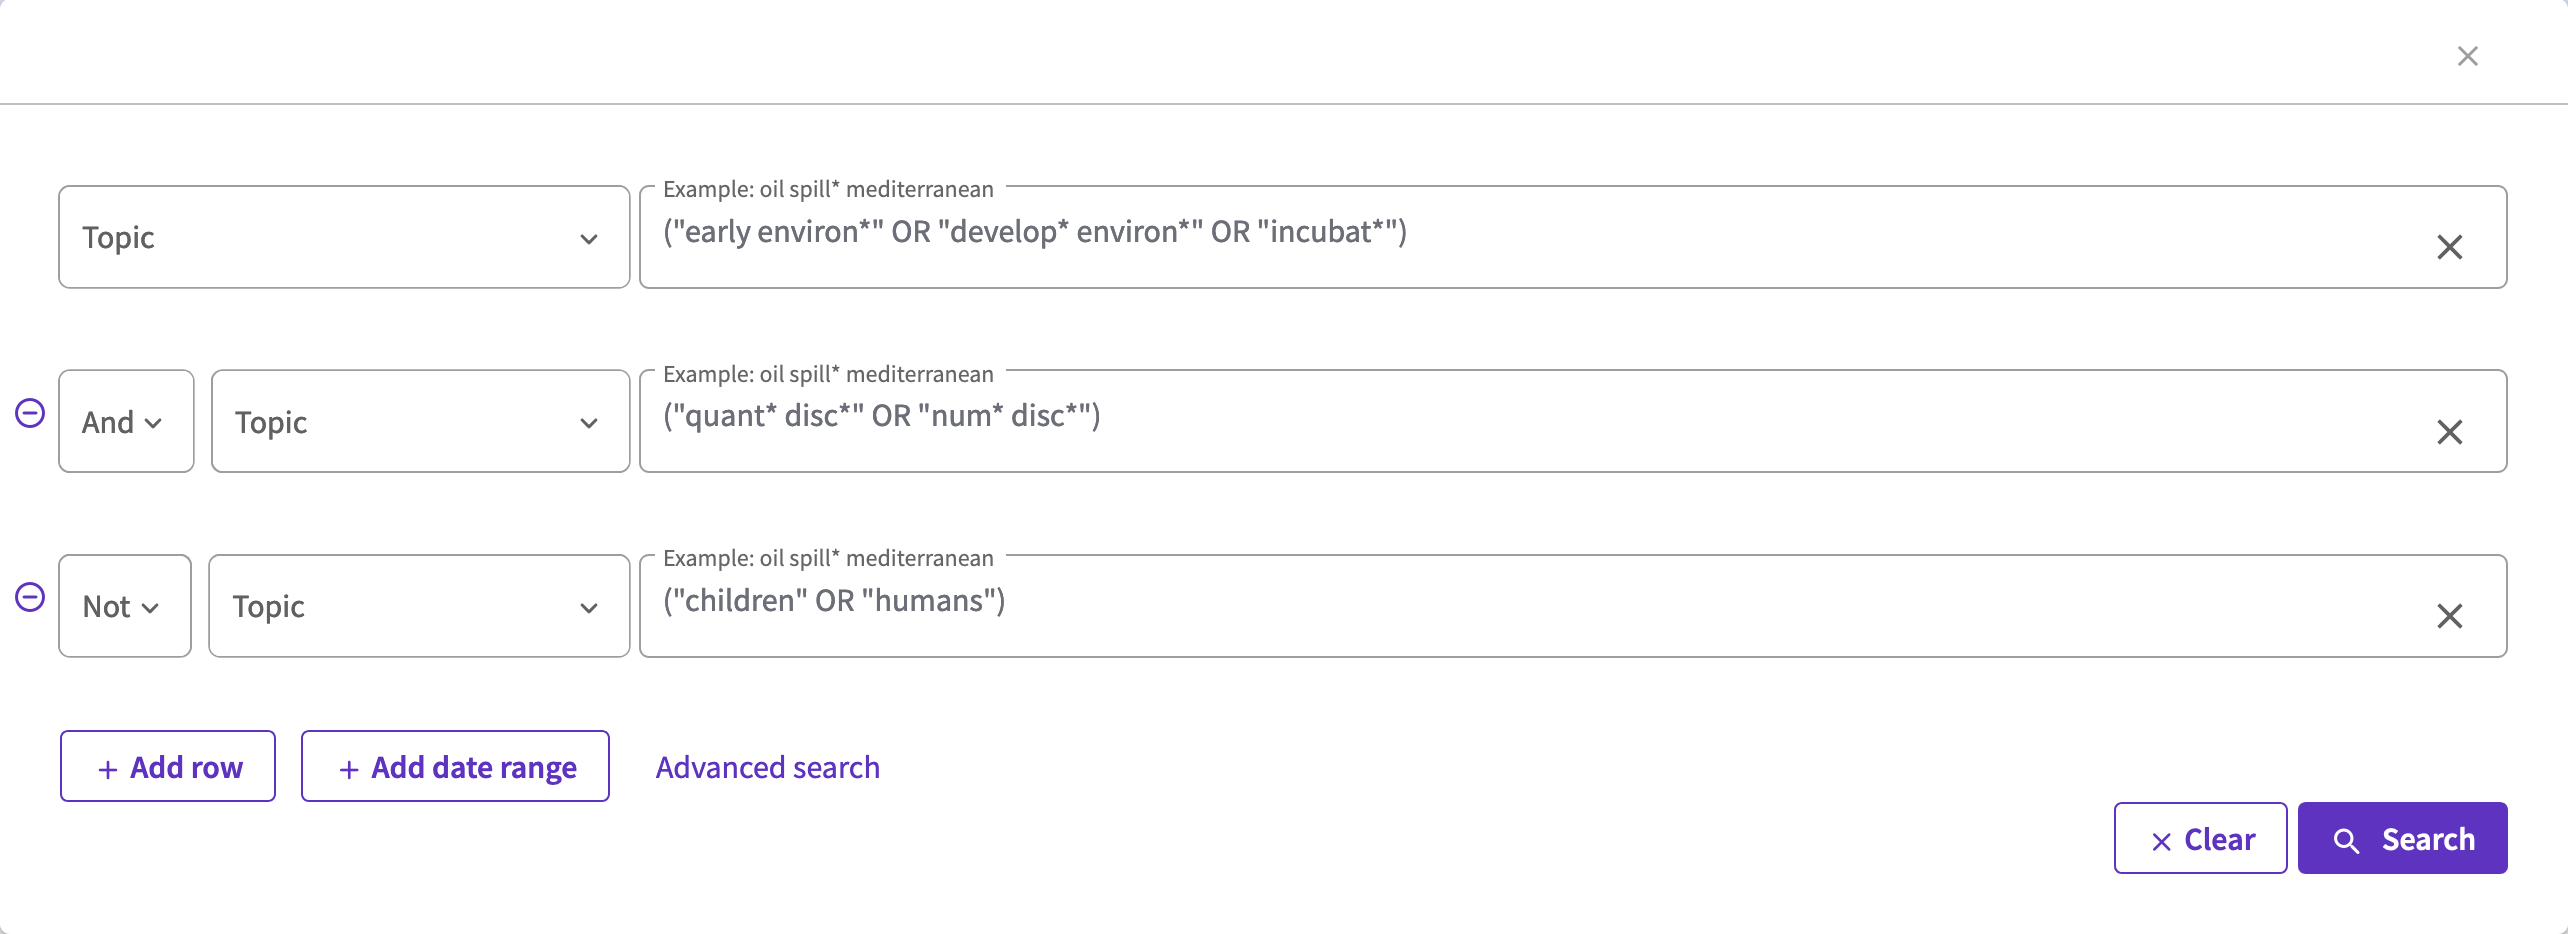 Example: oil spill* mediterranean
Topic
("early environ*" OR "develop* environ*" OR "incubat*")
Example: oil spill* mediterranean
And
Topic
("quant* disc*" OR "num* disc*")
Example: oil spill* mediterranean
Not
Topic
("children" OR "humans")
+ Add row
+ Add date range
Advanced search
Clear
Search